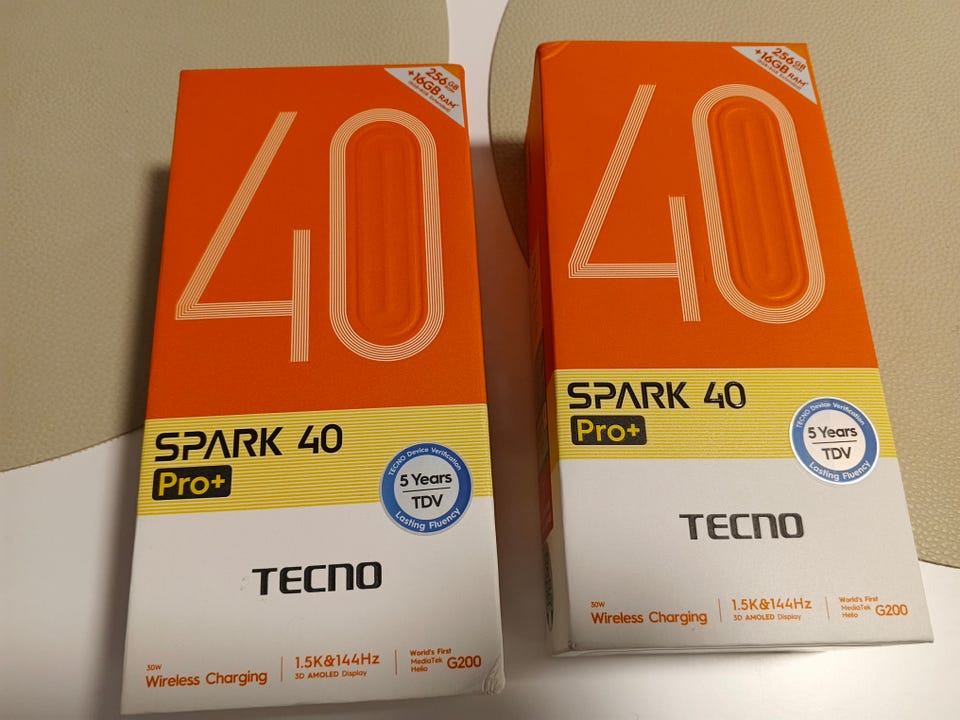 256GB
+16GB RAM*
40
SPARK 40
Pro+
TECNO Device Verification
5 Years
TDV
Lasting Fluency
TECNO
30W
Wireless Charging
1.5K&144Hz
3D AMOLED Display
World's First
MediaTek
Helio G200
256GB
+16GB RAM*
40
SPARK 40
Pro+
TECNO Device Verification
5 Years
TDV
Lasting Fluency
TECNO
30W
Wireless Charging
1.5K&144Hz
3D AMOLED Display
World's First
MediaTek
Helio G200